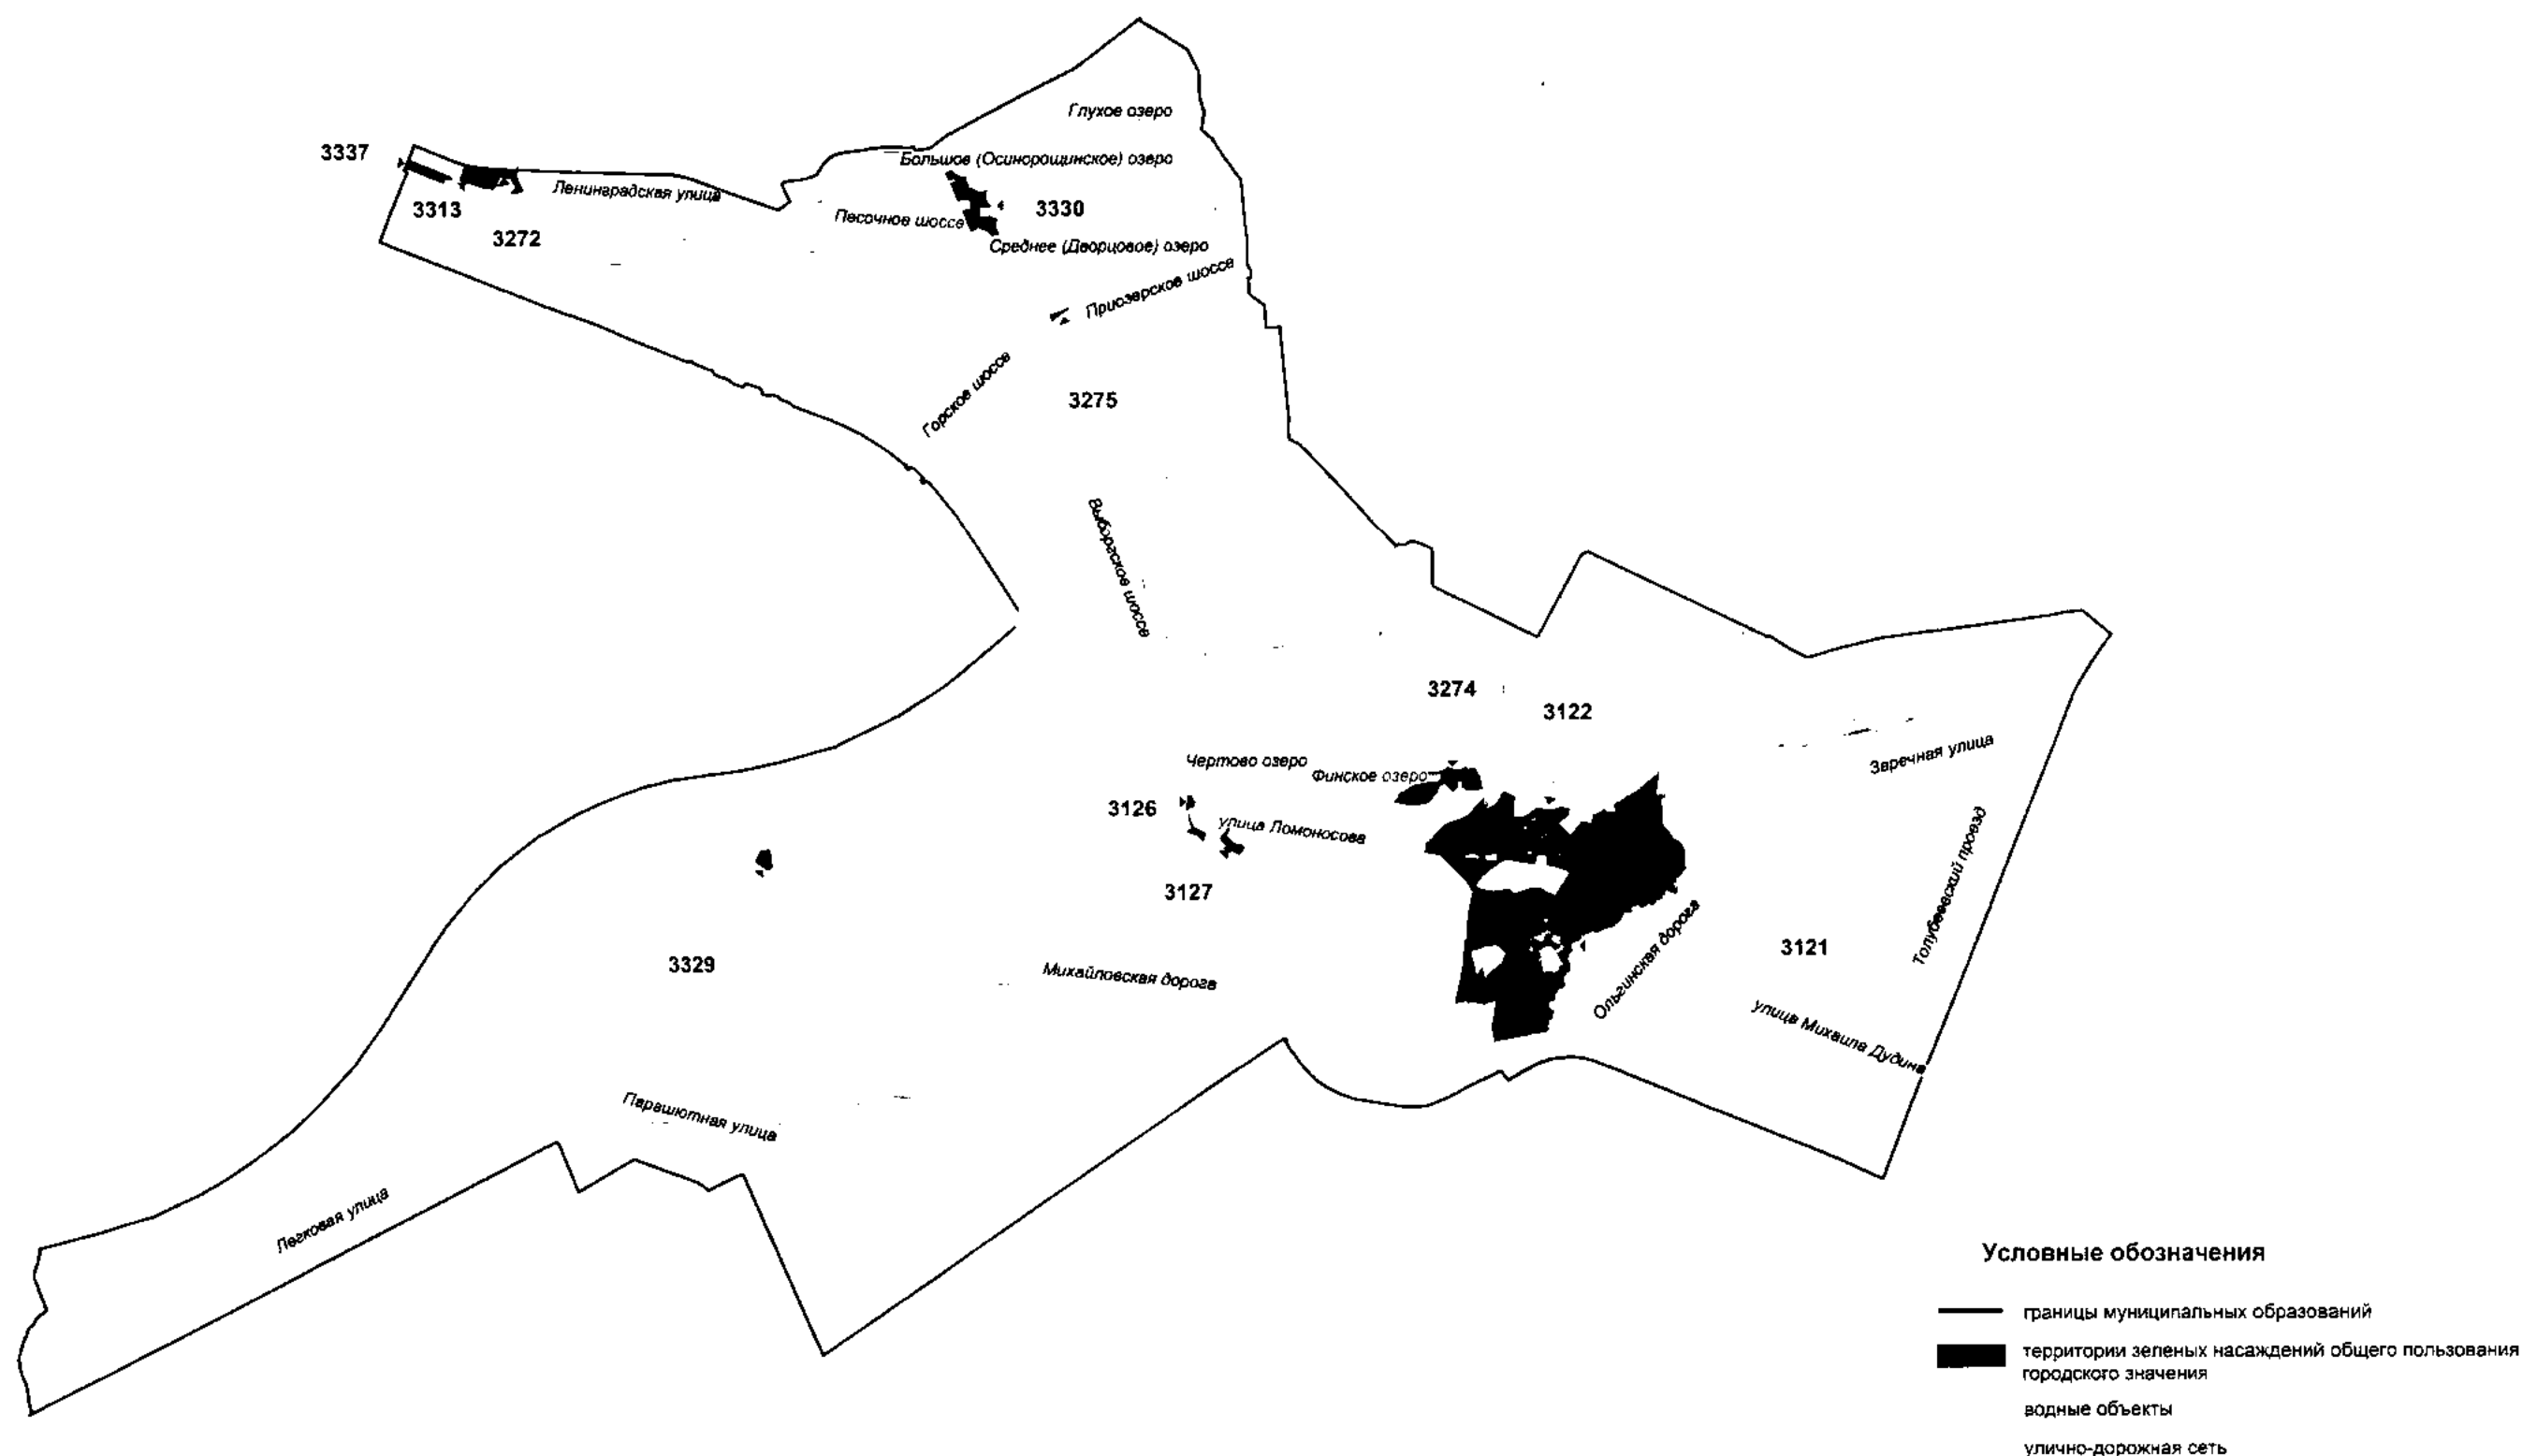 Глухое озеро
3337
Большое (Осинорощинское) озеро
Ленинградская улица
3313
3330
Песочное шоссе
3272
Среднее (Дворцовое) озеро
Приозерское шоссе
Горское шоссе
3275
Выборгское шоссе
3274
3122
Заречная улица
Чертово озеро
Финское озеро
3126
улица Ломоносова
Толубеевский проезд
3127
Ольгинская дорога
3121
3329
Михайловская дорога
улица Михаила Дудина
Парашютная улица
Легковая улица
Условные обозначения
границы муниципальных образований
территории зеленых насаждений общего пользования
городского значения
водные объекты
улично-дорожная сеть